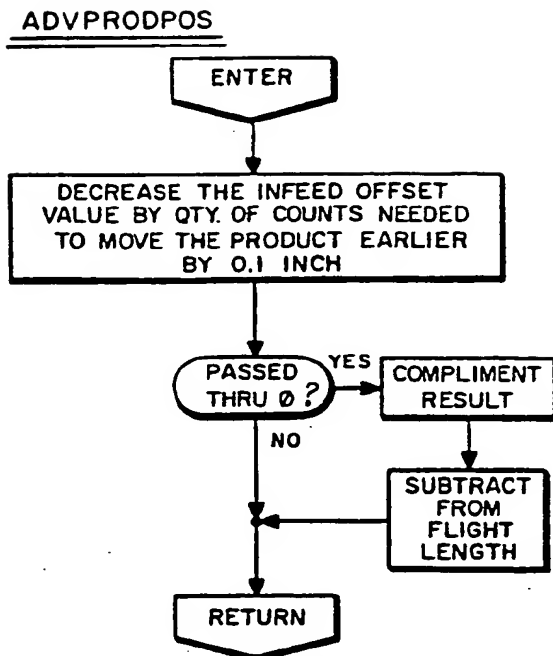 ADVPRODPOS
ENTER
DECREASE THE INFEED OFFSET
VALUE BY QTY. OF COUNTS NEEDED
TO MOVE THE PRODUCT EARLIER
BY 0.1 INCH
PASSED
THRU Ø ?
YES
COMPLIMENT
RESULT
NO
SUBTRACT
FROM
FLIGHT
LENGTH
RETURN